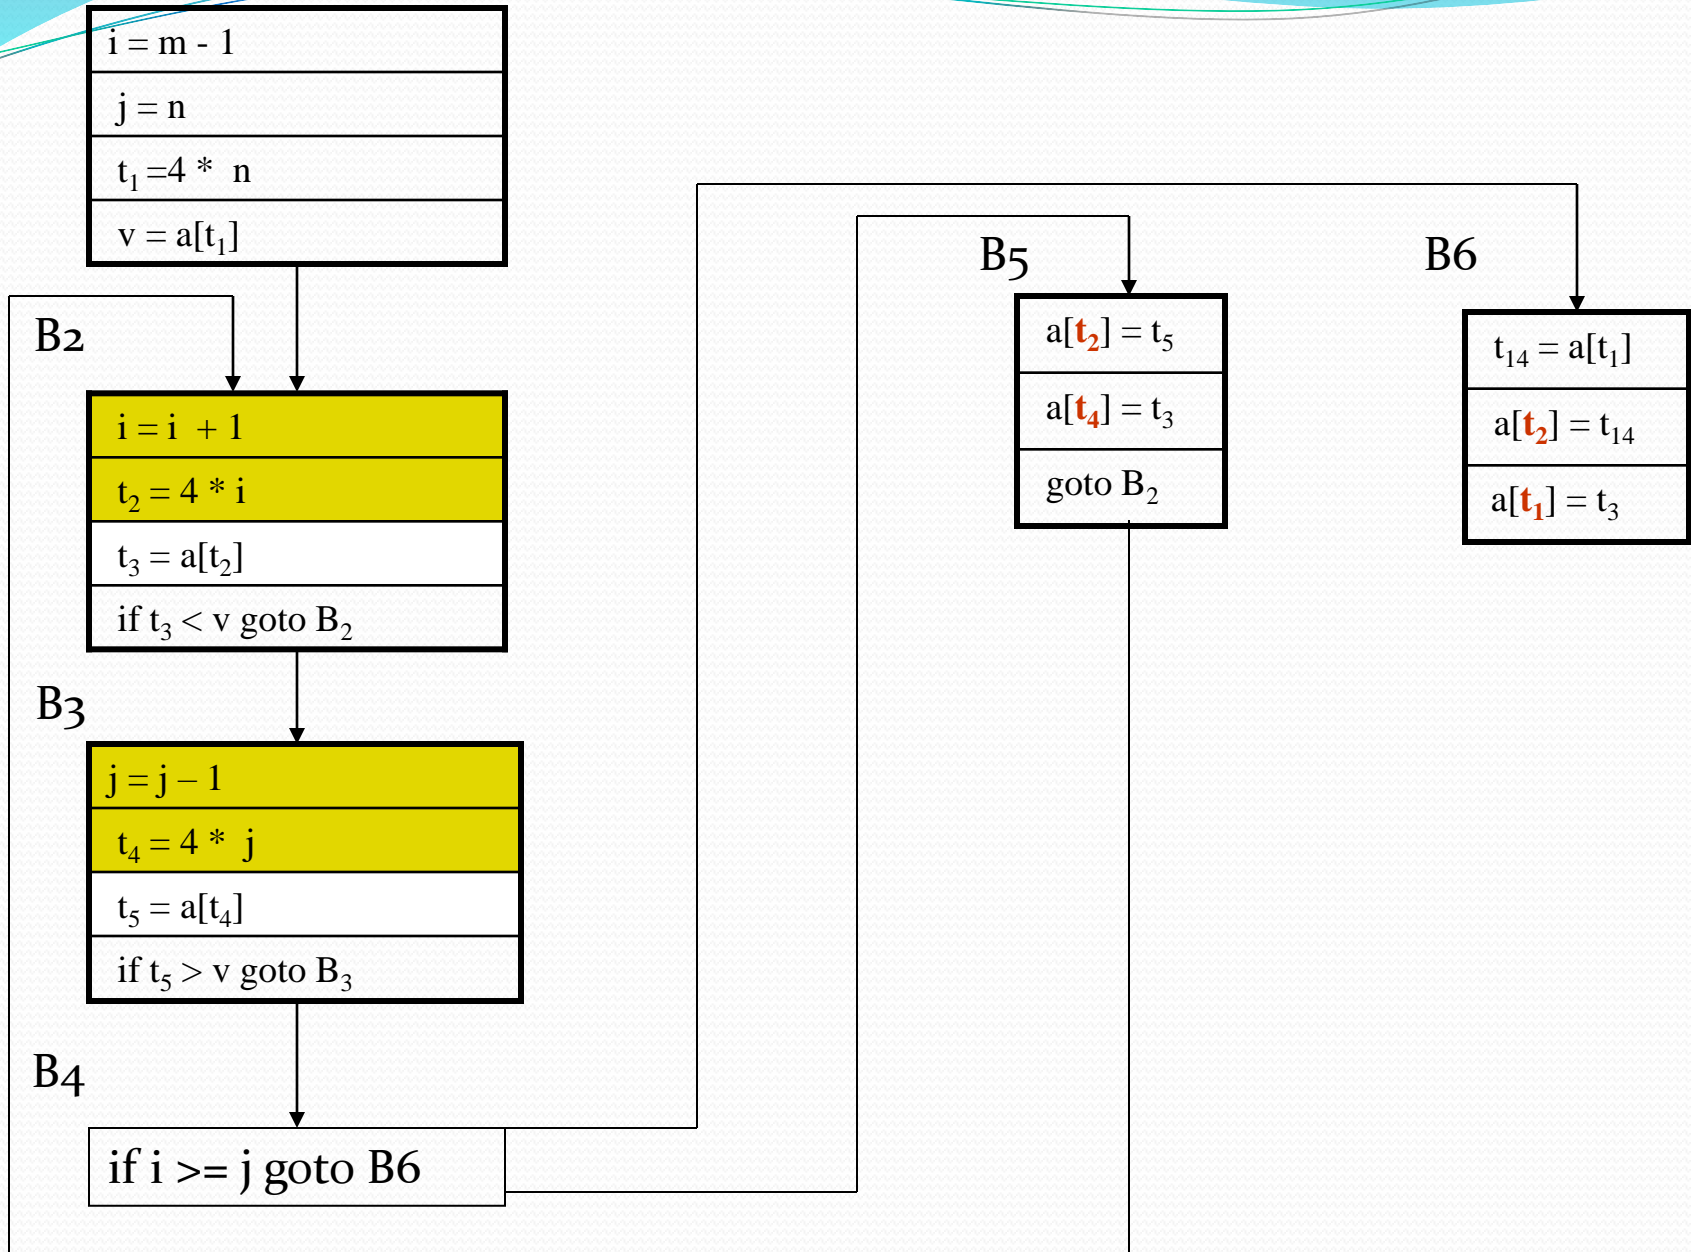 i = m - 1
j = n
t₁ =4 * n
v = a[t₁]
B2
i = i + 1
t₂ = 4 * i
t₃ = a[t₂]
if t₃ < v goto B₂
B3
j = j – 1
t₄ = 4 * j
t₅ = a[t₄]
if t₅ > v goto B₃
B4
if i >= j goto B6
B5
a[t₂] = t₅
a[t₄] = t₃
goto B₂
B6
t₁₄ = a[t₁]
a[t₂] = t₁₄
a[t₁] = t₃